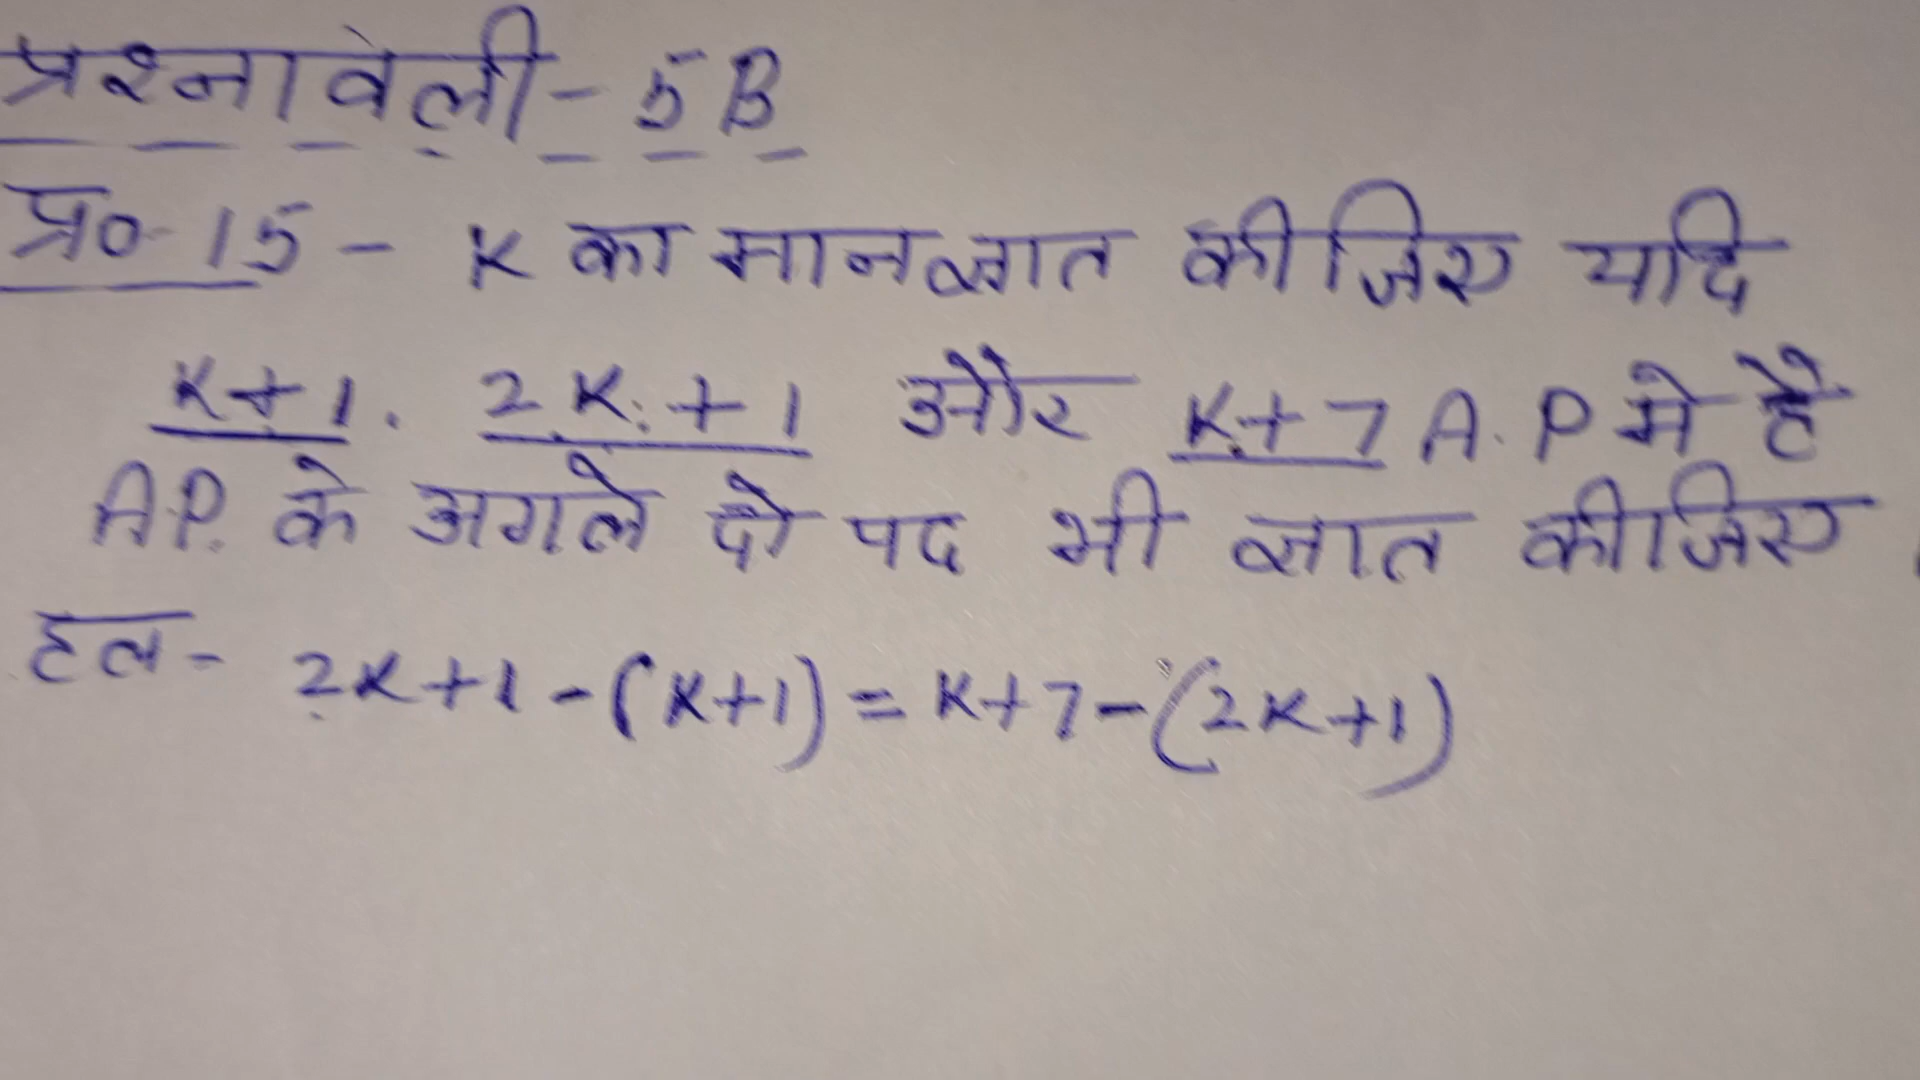 प्रश्नावली - 5B
प्र० 15 - K का मान ज्ञात कीजिए यदि
K+1. 2K+1 और K+7 A.P मे है
A.P. के अगले दो पद भी ज्ञात कीजिए।
हल - 2K+1-(K+1)=K+7-(2K+1)